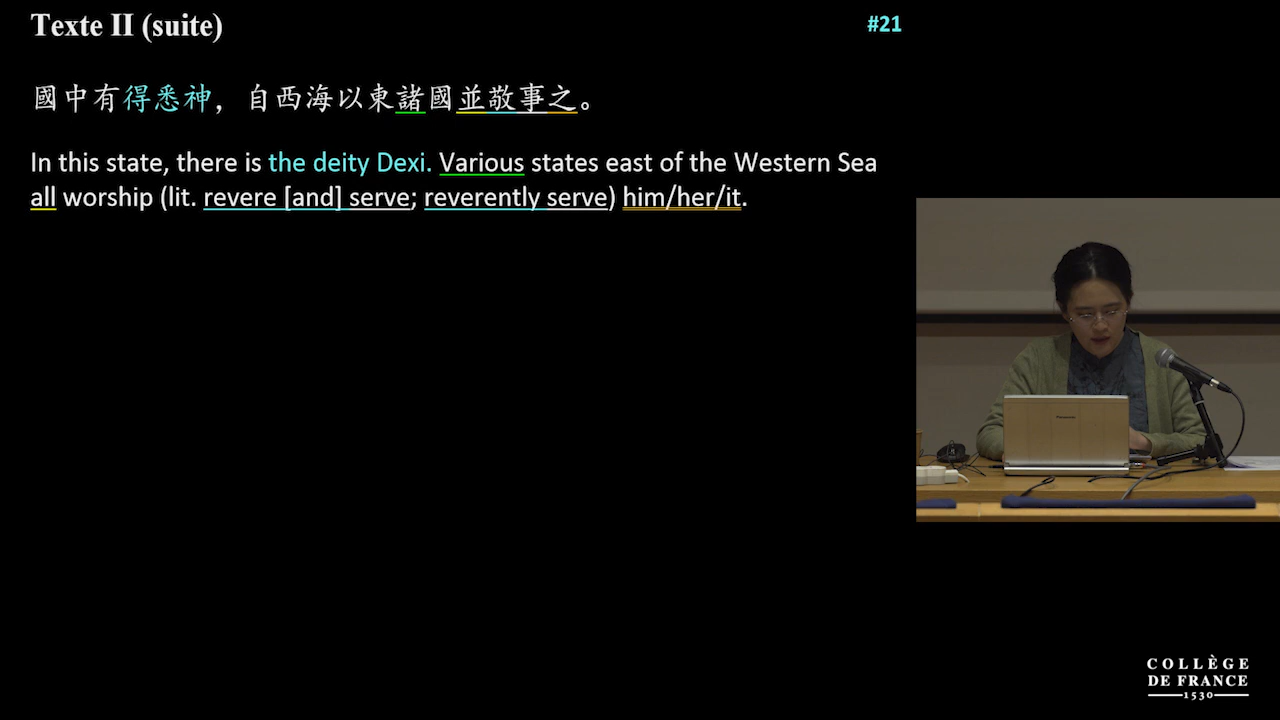 Texte II (suite)
#21
國中有得悉神，自西海以東諸國並敬事之。
In this state, there is the deity Dexi. Various states east of the Western Sea
all worship (lit. revere [and] serve; reverently serve) him/her/it.
COLLÈGE
DE FRANCE
1530